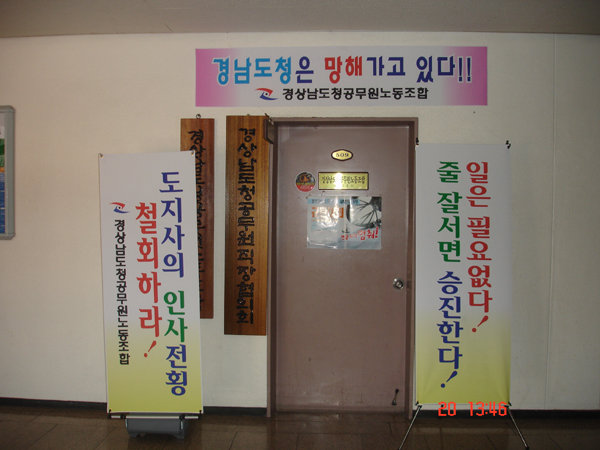 경남도청은 망해가고 있다!!
경상남도청공무원노동조합
509
경상남도청공무원직장협의회
도지사의 인사전횡
철회하라!
경상남도청공무원노동조합
일은 필요없다!
줄 잘서면 승진한다!
20 13:46